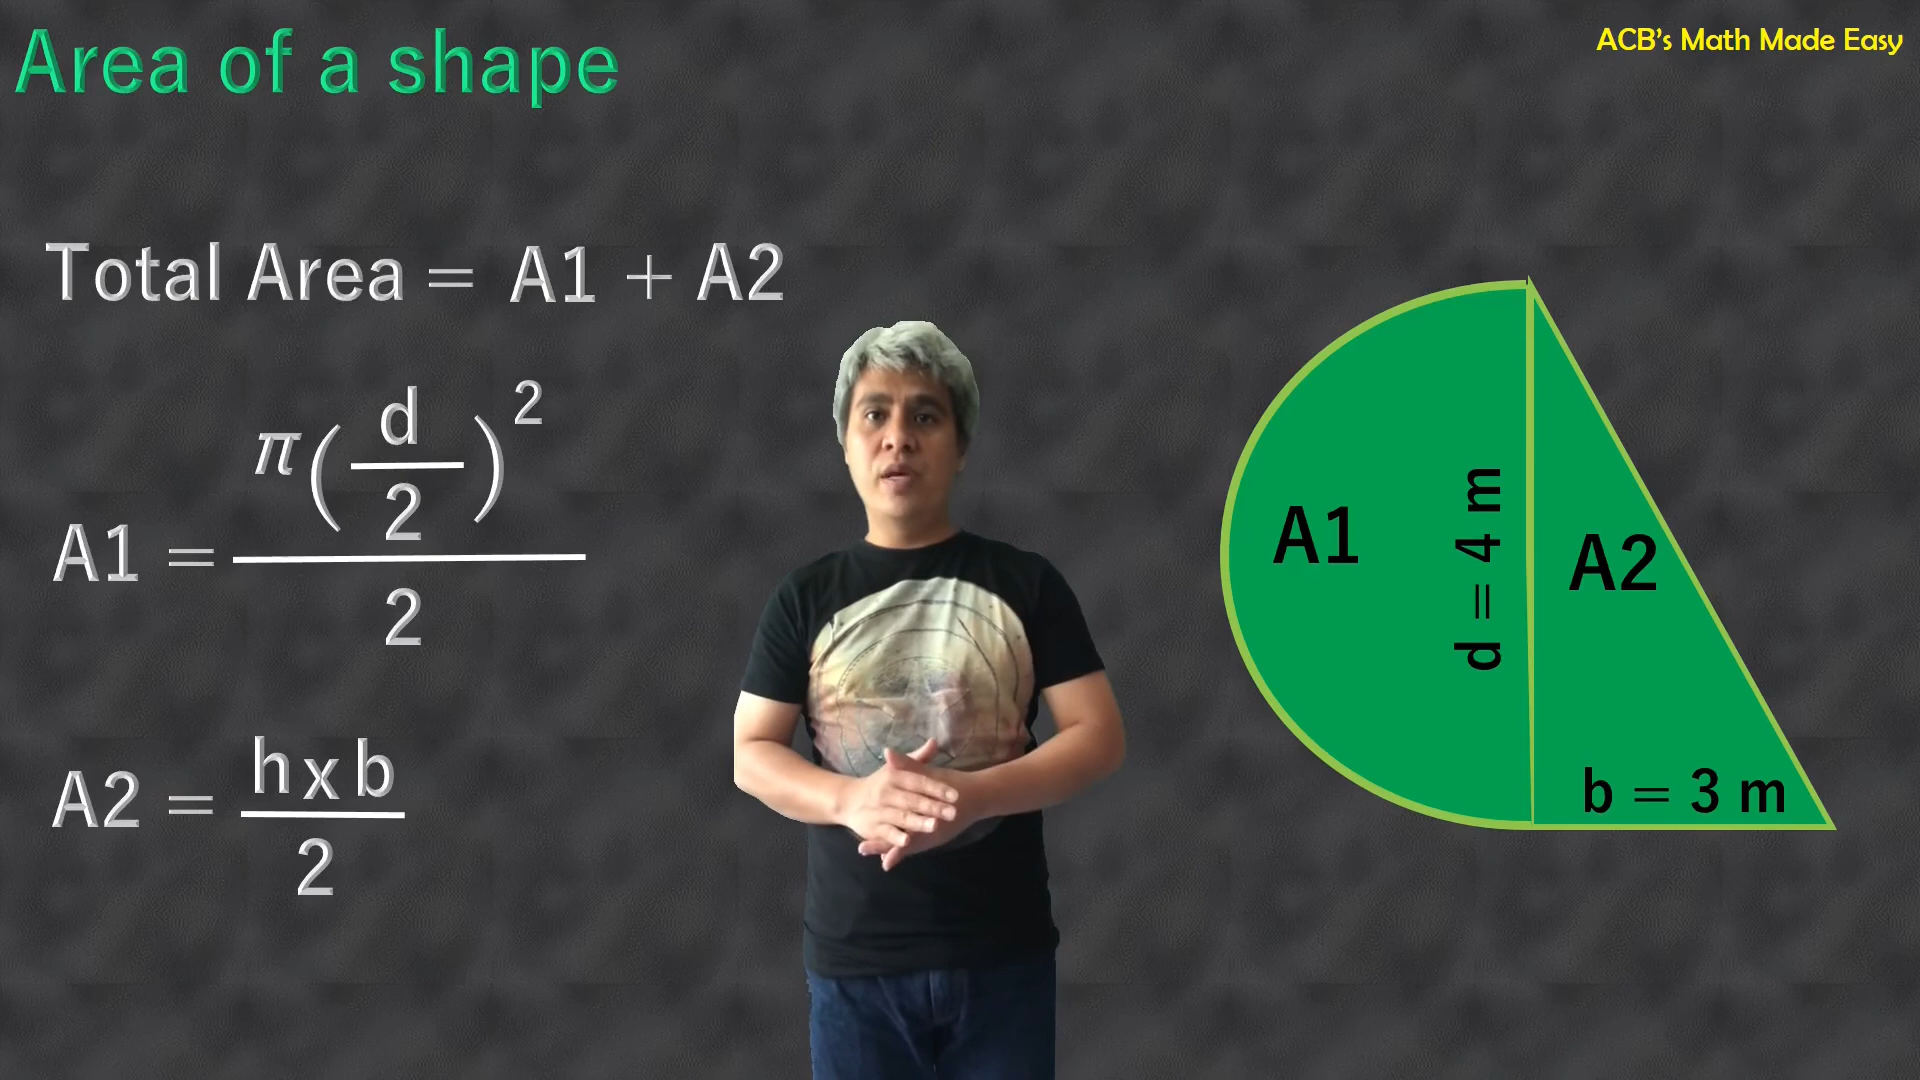 Area of a shape
ACB's Math Made Easy
Total Area = A1 + A2
A1 = π(d/2)²/2
A2 = h x b/2
A1
d = 4 m
A2
b = 3 m